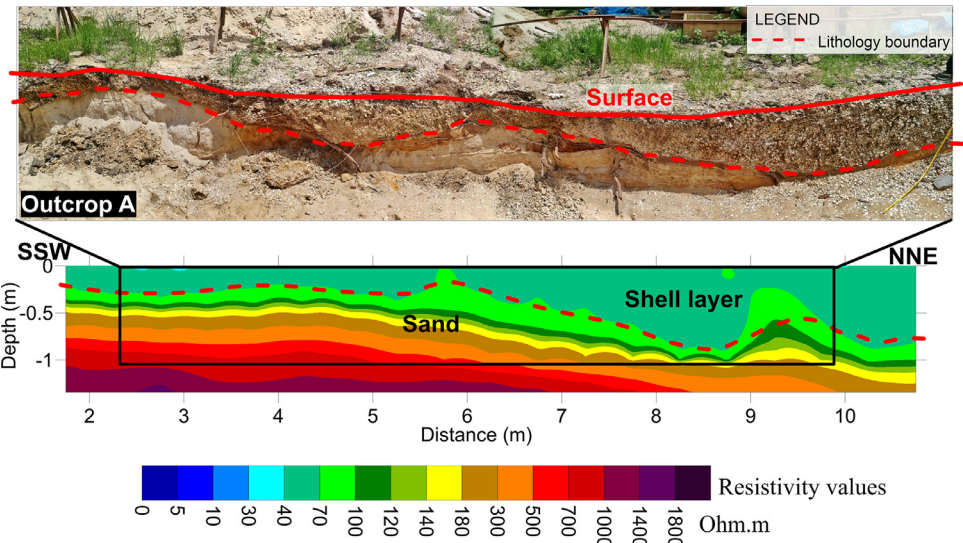 LEGEND
Lithology boundary
Surface
Outcrop A
SSW
NNE
0
-0.5
-1
Depth (m)
Shell layer
Sand
2 3 4 5 6 7 8 9 10
Distance (m)
0 5 10 30 40 70 100 120 140 180 300 500 700 1000 1400 1800
Resistivity values
Ohm.m